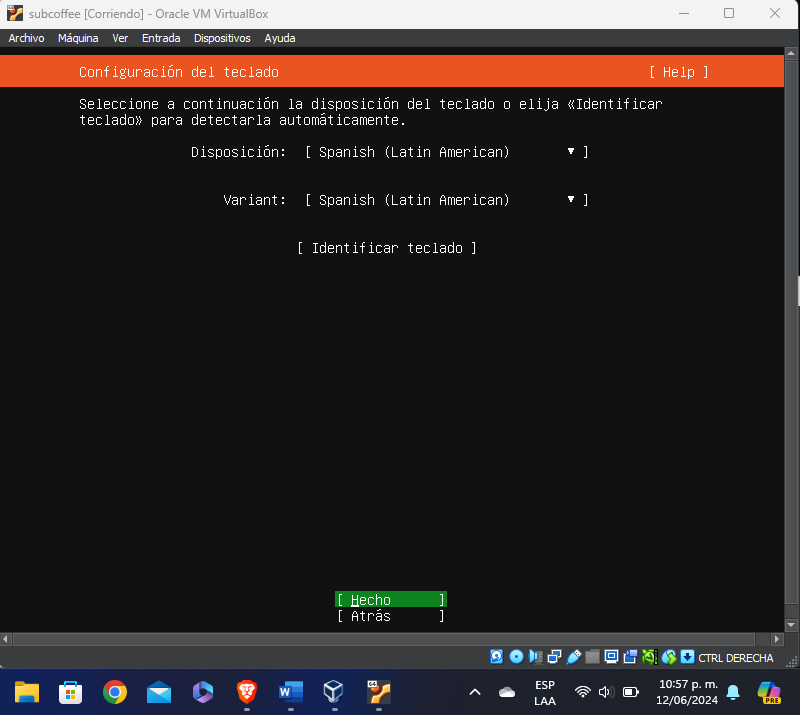 subcoffee [Corriendo] - Oracle VM VirtualBox
Archivo Máquina Ver Entrada Dispositivos Ayuda
Configuración del teclado [ Help ]
Seleccione a continuación la disposición del teclado o elija «Identificar
teclado» para detectarla automáticamente.
Disposición: [ Spanish (Latin American) ▾ ]
Variant: [ Spanish (Latin American) ▾ ]
[ Identificar teclado ]
[ Hecho ]
[ Atrás ]
CTRL DERECHA
ESP
LAA
10:57 p. m.
12/06/2024
PRE